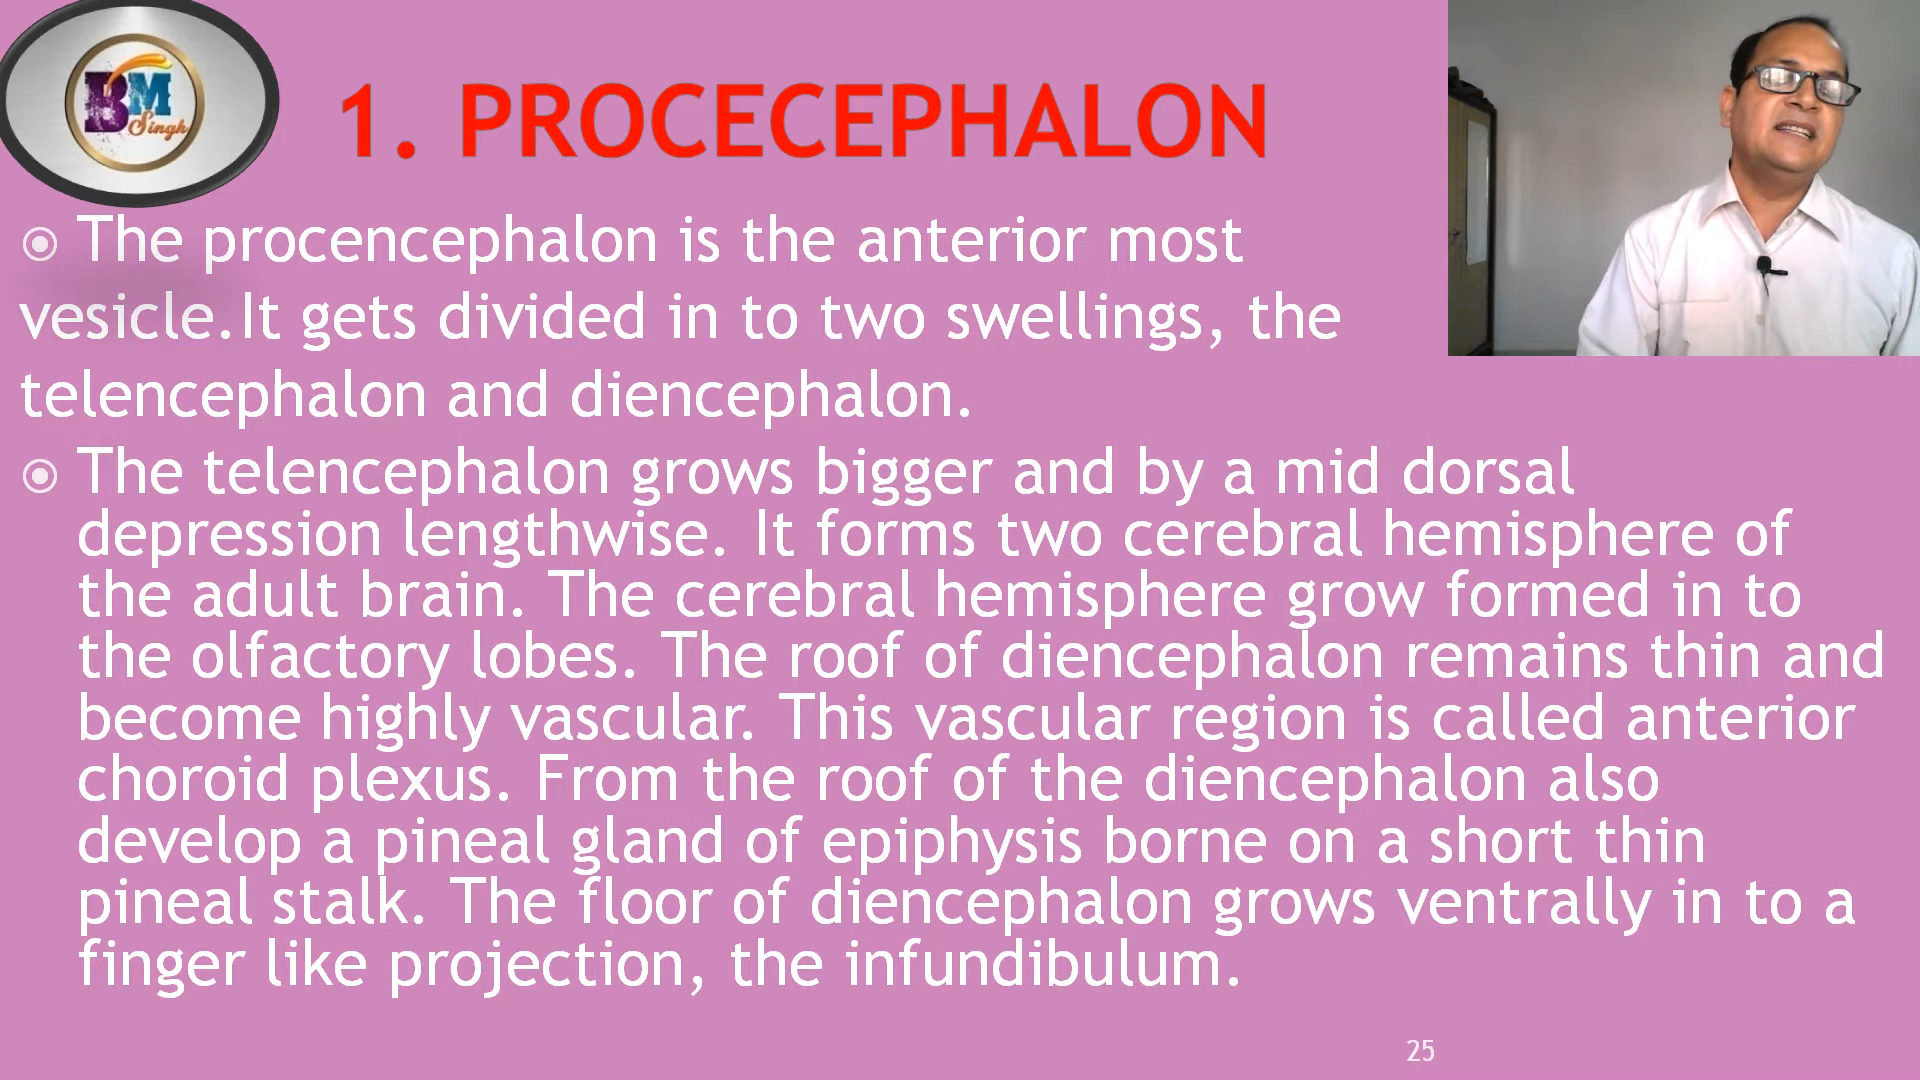 BM
Singh
1. PROCECEPHALON
The procencephalon is the anterior most
vesicle.It gets divided in to two swellings, the
telencephalon and diencephalon.
The telencephalon grows bigger and by a mid dorsal
depression lengthwise. It forms two cerebral hemisphere of
the adult brain. The cerebral hemisphere grow formed in to
the olfactory lobes. The roof of diencephalon remains thin and
become highly vascular. This vascular region is called anterior
choroid plexus. From the roof of the diencephalon also
develop a pineal gland of epiphysis borne on a short thin
pineal stalk. The floor of diencephalon grows ventrally in to a
finger like projection, the infundibulum.
25